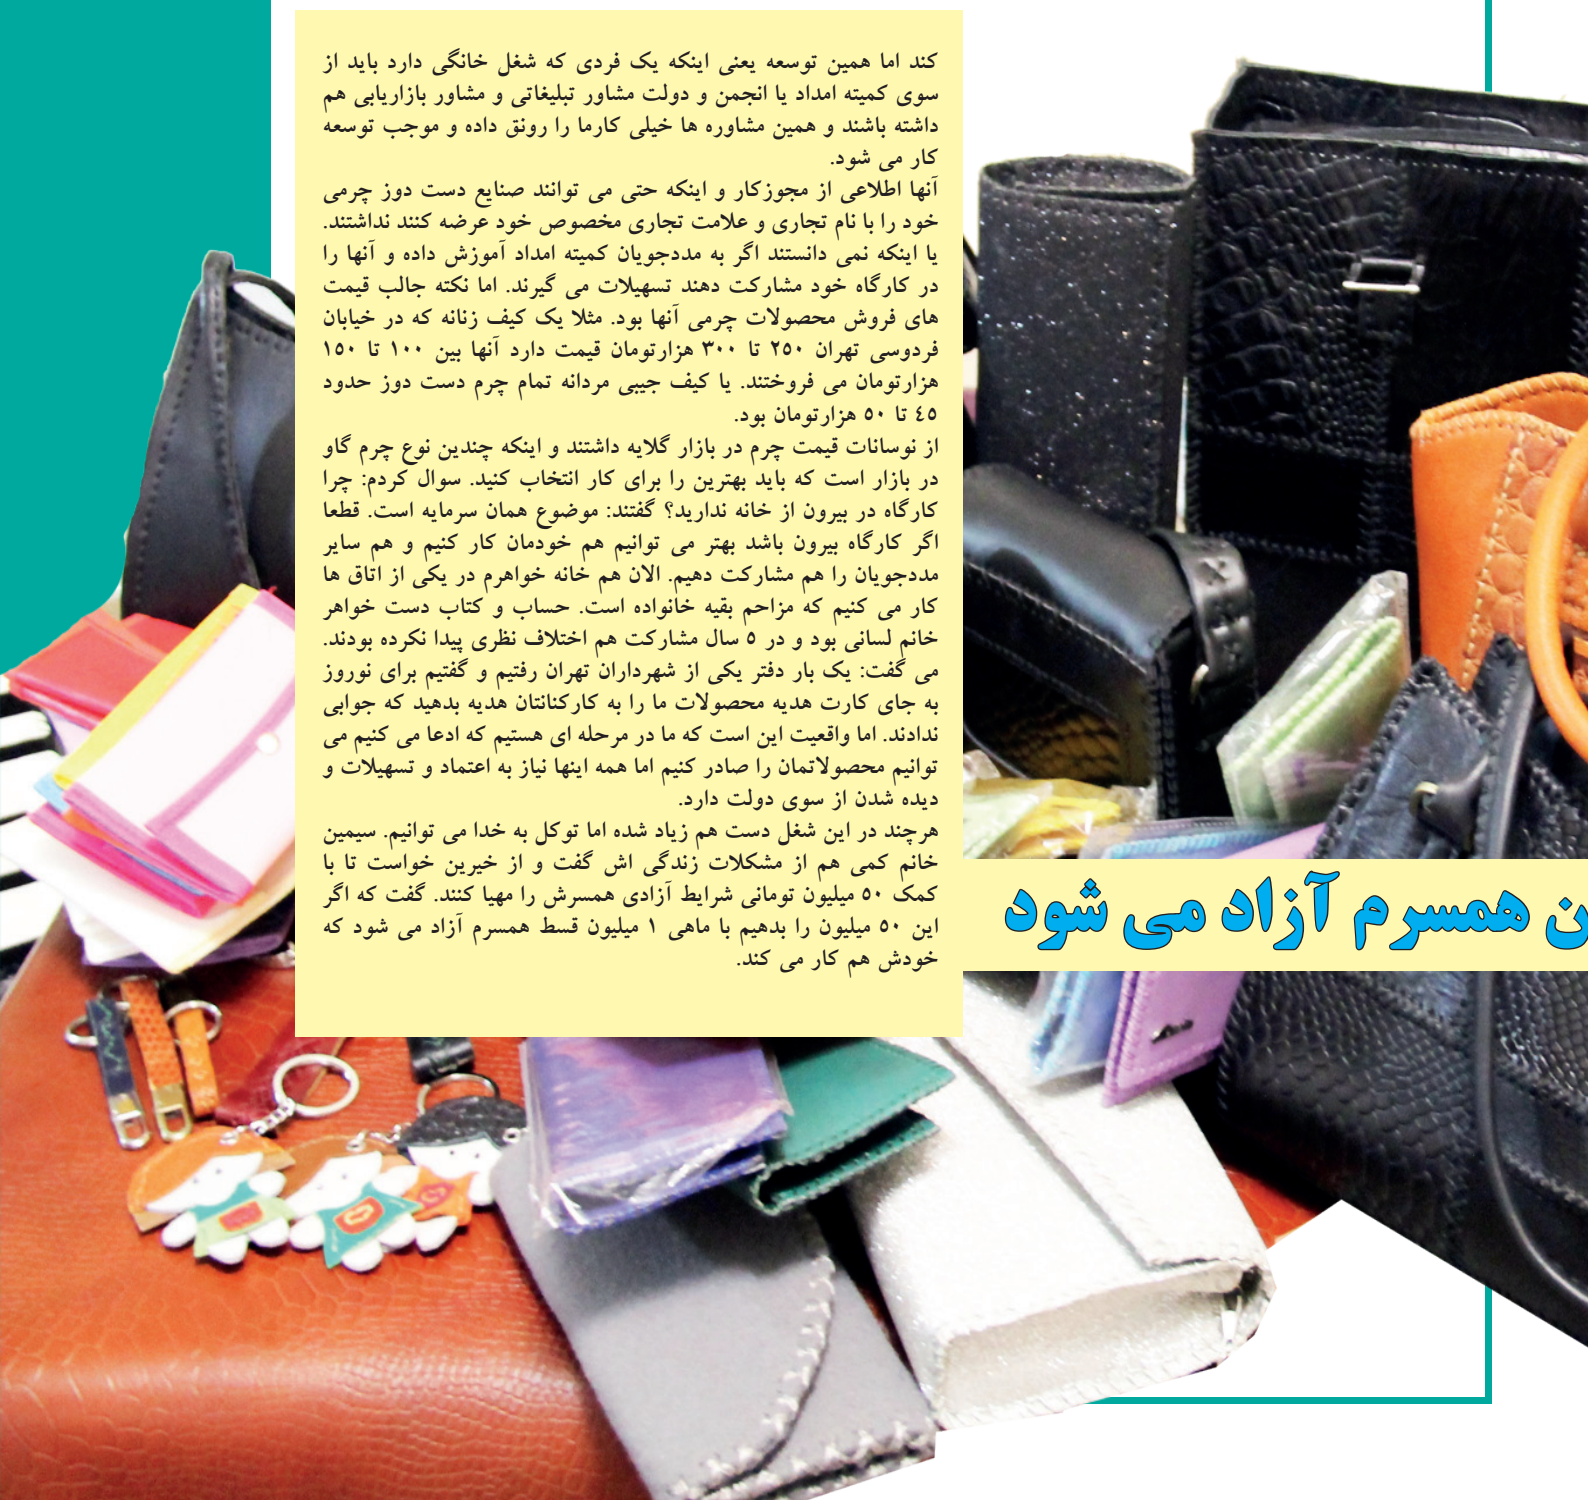 کند اما همین توسعه یعنی اینکه یک فردی که شغل خانگی دارد باید از
سوی کمیته امداد یا انجمن و دولت مشاور تبلیغاتی و مشاور بازاریابی هم
داشته باشند و همین مشاوره ها خیلی کارما را رونق داده و موجب توسعه
کار می شود.
آنها اطلاعی از مجوزکار و اینکه حتی می توانند صنایع دست دوز چرمی
خود را با نام تجاری و علامت تجاری مخصوص خود عرضه کنند نداشتند.
یا اینکه نمی دانستند اگر به مددجویان کمیته امداد آموزش داده و آنها را
در کارگاه خود مشارکت دهند تسهیلات می گیرند. اما نکته جالب قیمت
های فروش محصولات چرمی آنها بود. مثلا یک کیف زنانه که در خیابان
فردوسی تهران ۲۵۰ تا ۳۰۰ هزارتومان قیمت دارد آنها بین ۱۰۰ تا ۱۵۰
هزارتومان می فروختند. یا کیف جیبی مردانه تمام چرم دست دوز حدود
٤٥ تا ٥٠ هزارتومان بود.
از نوسانات قیمت چرم در بازار گلایه داشتند و اینکه چندین نوع چرم گاو
در بازار است که باید بهترین را برای کار انتخاب کنید. سوال کردم: چرا
کارگاه در بیرون از خانه ندارید؟ گفتند: موضوع همان سرمایه است. قطعا
اگر کارگاه بیرون باشد بهتر می توانیم هم خودمان کار کنیم و هم سایر
مددجویان را هم مشارکت دهیم. الان هم خانه خواهرم در یکی از اتاق ها
کار می کنیم که مزاحم بقیه خانواده است. حساب و کتاب دست خواهر
خانم لسانی بود و در ٥ سال مشارکت هم اختلاف نظری پیدا نکرده بودند.
می گفت: یک بار دفتر یکی از شهرداران تهران رفتیم و گفتیم برای نوروز
به جای کارت هدیه محصولات ما را به کارکنانتان هدیه بدهید که جوابی
ندادند. اما واقعیت این است که ما در مرحله ای هستیم که ادعا می کنیم می
توانیم محصولاتمان را صادر کنیم اما همه اینها نیاز به اعتماد و تسهیلات و
دیده شدن از سوی دولت دارد.
هرچند در این شغل دست هم زیاد شده اما توکل به خدا می توانیم. سیمین
خانم کمی هم از مشکلات زندگی اش گفت و از خیرین خواست تا با
کمک ٥٠ میلیون تومانی شرایط آزادی همسرش را مهیا کنند. گفت که اگر
این ٥٠ میلیون را بدهیم با ماهی ١ میلیون قسط همسرم آزاد می شود که
خودش هم کار می کند.
ن همسرم آزاد می شود